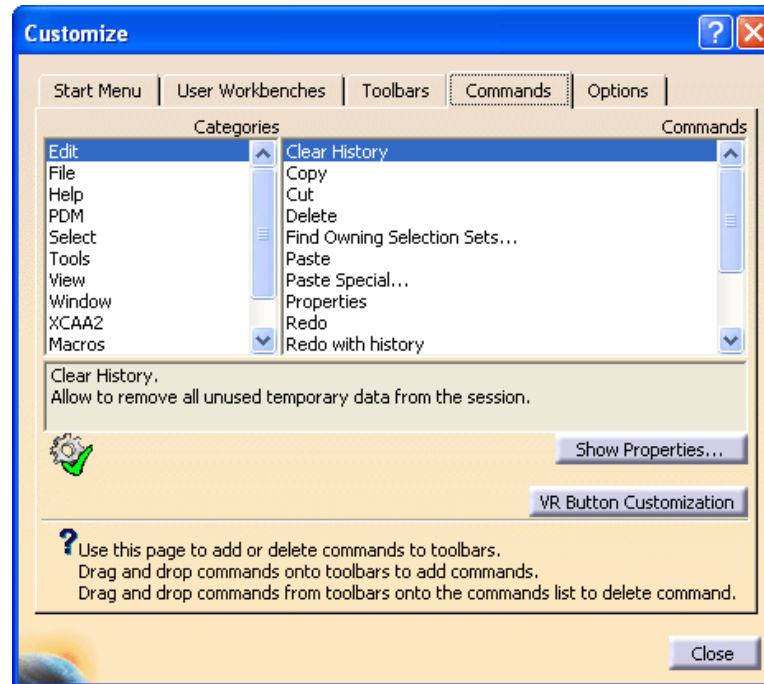 Customize
Start Menu User Workbenches Toolbars Commands Options
Categories Commands
Edit
File
Help
PDM
Select
Tools
View
Window
XCAA2
Macros
Clear History
Copy
Cut
Delete
Find Owning Selection Sets...
Paste
Paste Special...
Properties
Redo
Redo with history
Clear History.
Allow to remove all unused temporary data from the session.
Show Properties...
VR Button Customization
? Use this page to add or delete commands to toolbars.
Drag and drop commands onto toolbars to add commands.
Drag and drop commands from toolbars onto the commands list to delete command.
Close